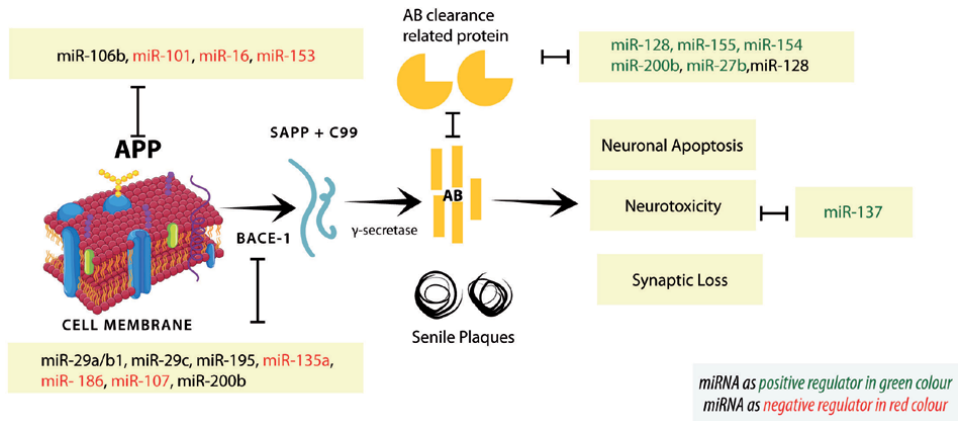 miR-106b, miR-101, miR-16, miR-153
AB clearance
related protein
miR-128, miR-155, miR-154
miR-200b, miR-27b,miR-128
APP
SAPP + C99
BACE-1
γ-secretase
AB
Neuronal Apoptosis
Neurotoxicity
miR-137
Synaptic Loss
CELL MEMBRANE
Senile Plaques
miR-29a/b1, miR-29c, miR-195, miR-135a,
miR- 186, miR-107, miR-200b
miRNA as positive regulator in green colour
miRNA as negative regulator in red colour